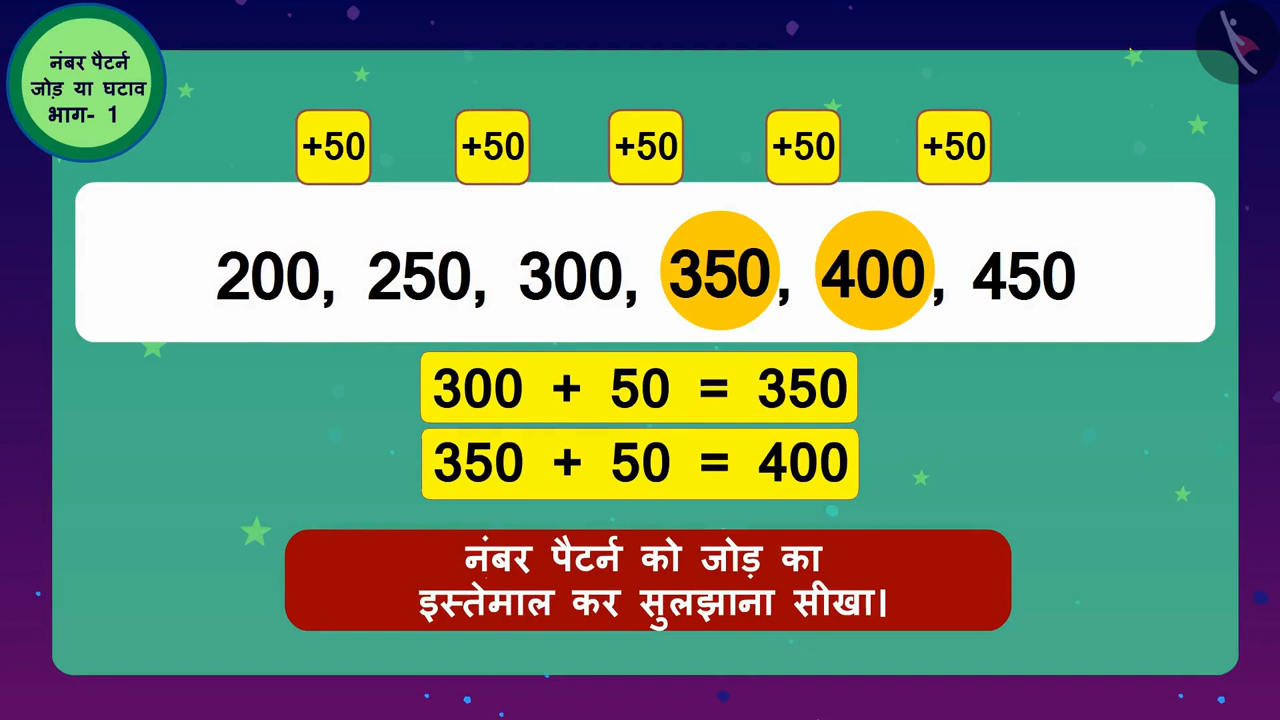 नंबर पैटर्न
जोड़ या घटाव
भाग- 1
+50 +50 +50 +50 +50
200, 250, 300, 350, 400, 450
300 + 50 = 350
350 + 50 = 400
नंबर पैटर्न को जोड़ का
इस्तेमाल कर सुलझाना सीखा।